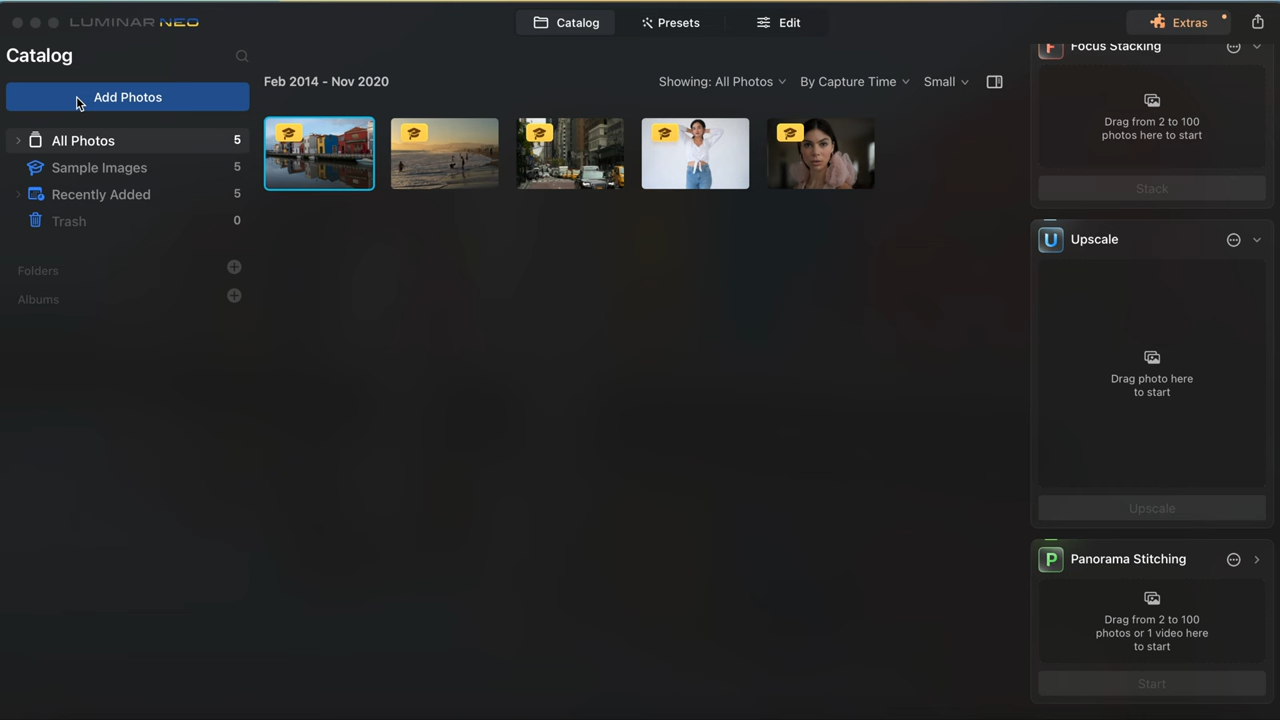 LUMINAR NEO
Catalog
Presets
Edit
Extras
Catalog
Add Photos
All Photos 5
Sample Images 5
Recently Added 5
Trash 0
Folders
Albums
Feb 2014 - Nov 2020
Showing: All Photos
By Capture Time
Small
F
Focus Stacking
Drag from 2 to 100
photos here to start
Stack
U
Upscale
Drag photo here
to start
Upscale
P
Panorama Stitching
Drag from 2 to 100
photos or 1 video here
to start
Start